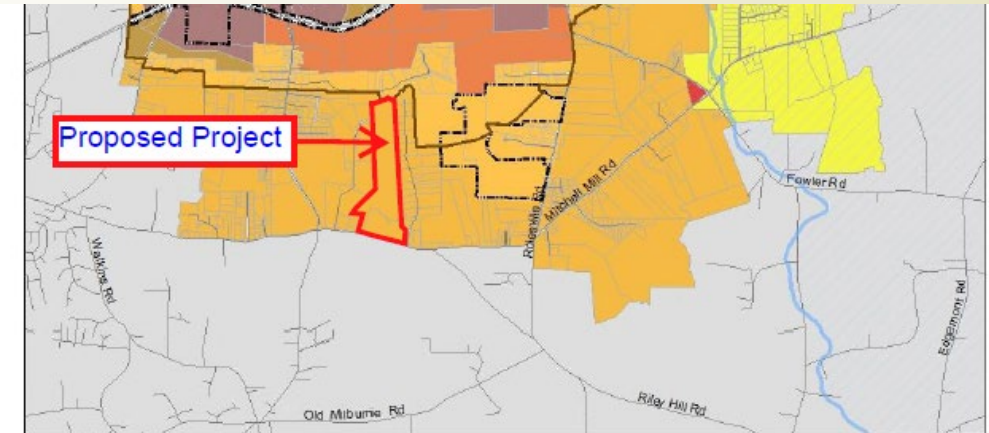 Proposed Project
Fowler Rd
Mitchell Mill Rd
Rolesville Rd
Watkins Rd
Edgemont Rd
Riley Hill Rd
Old Milburnie Rd